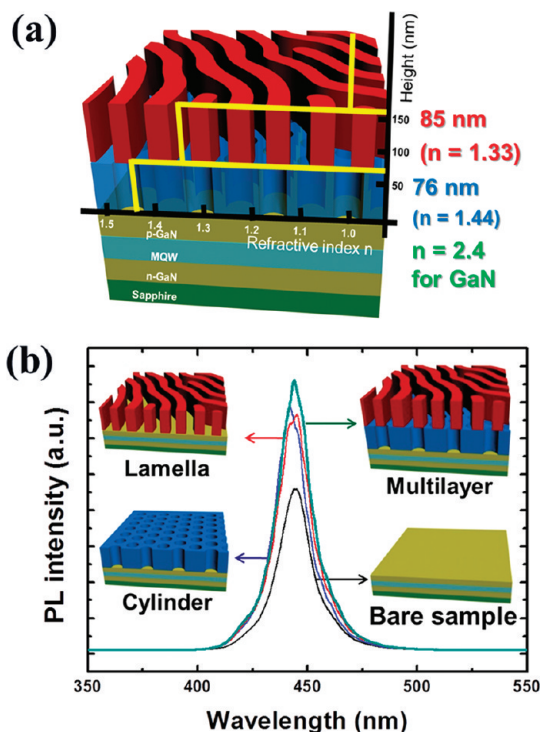 (a)
Height (nm)
150
100
50
85 nm
(n = 1.33)
76 nm
(n = 1.44)
n = 2.4
for GaN
1.5 1.4 1.3 1.2 1.1 1.0
Refractive index n
p-GaN
MQW
n-GaN
Sapphire
(b)
PL intensity (a.u.)
Lamella
Multilayer
Cylinder
Bare sample
350 400 450 500 550
Wavelength (nm)